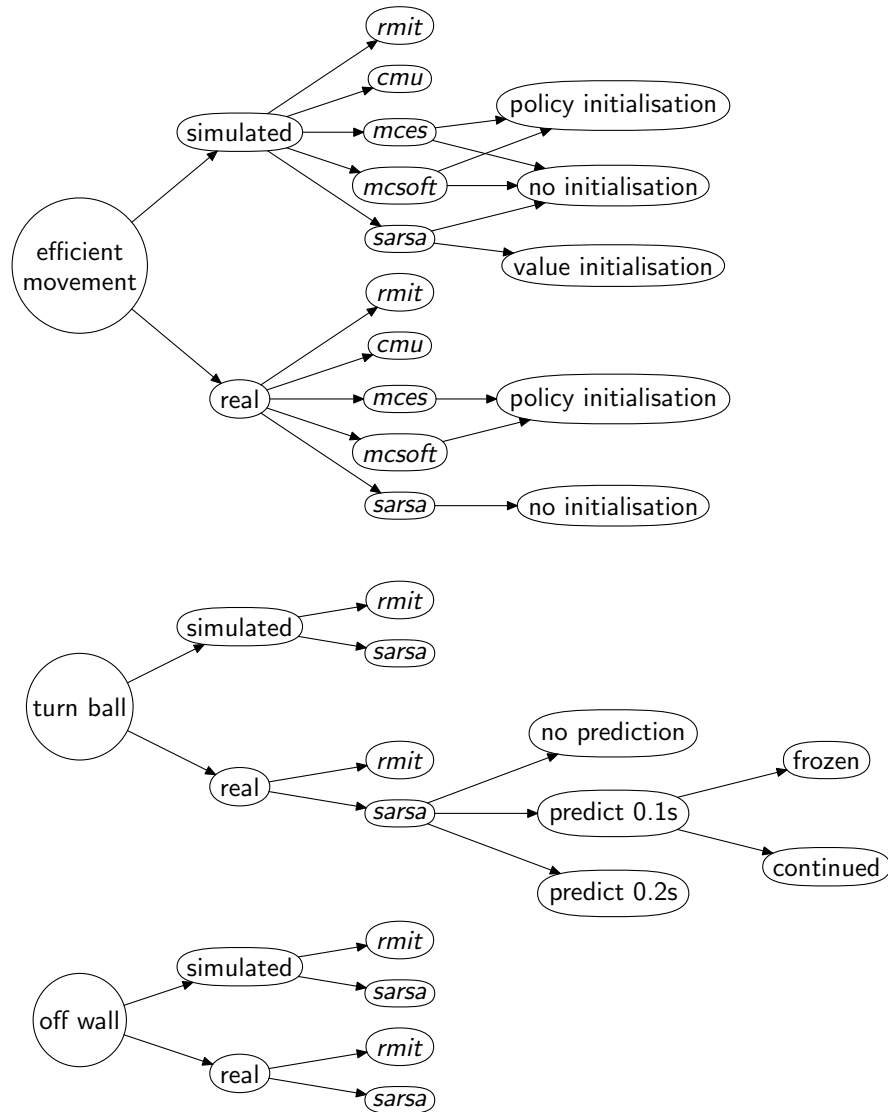 rmit
cmu
policy initialisation
simulated
mces
mcsoft
no initialisation
sarsa
efficient
movement
value initialisation
rmit
cmu
real
mces
policy initialisation
mcsoft
sarsa
no initialisation
rmit
simulated
sarsa
turn ball
no prediction
rmit
frozen
real
sarsa
predict 0.1s
continued
predict 0.2s
rmit
simulated
sarsa
off wall
rmit
real
sarsa